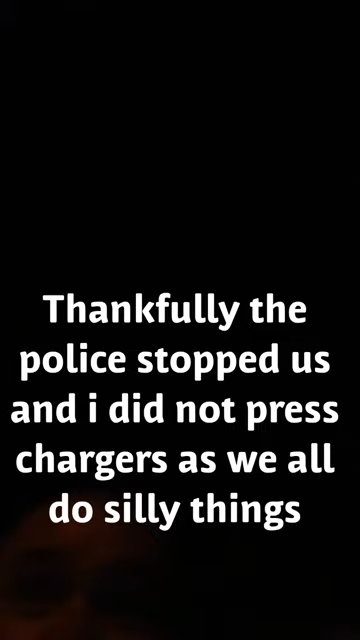 Thankfully the
police stopped us
and i did not press
chargers as we all
do silly things